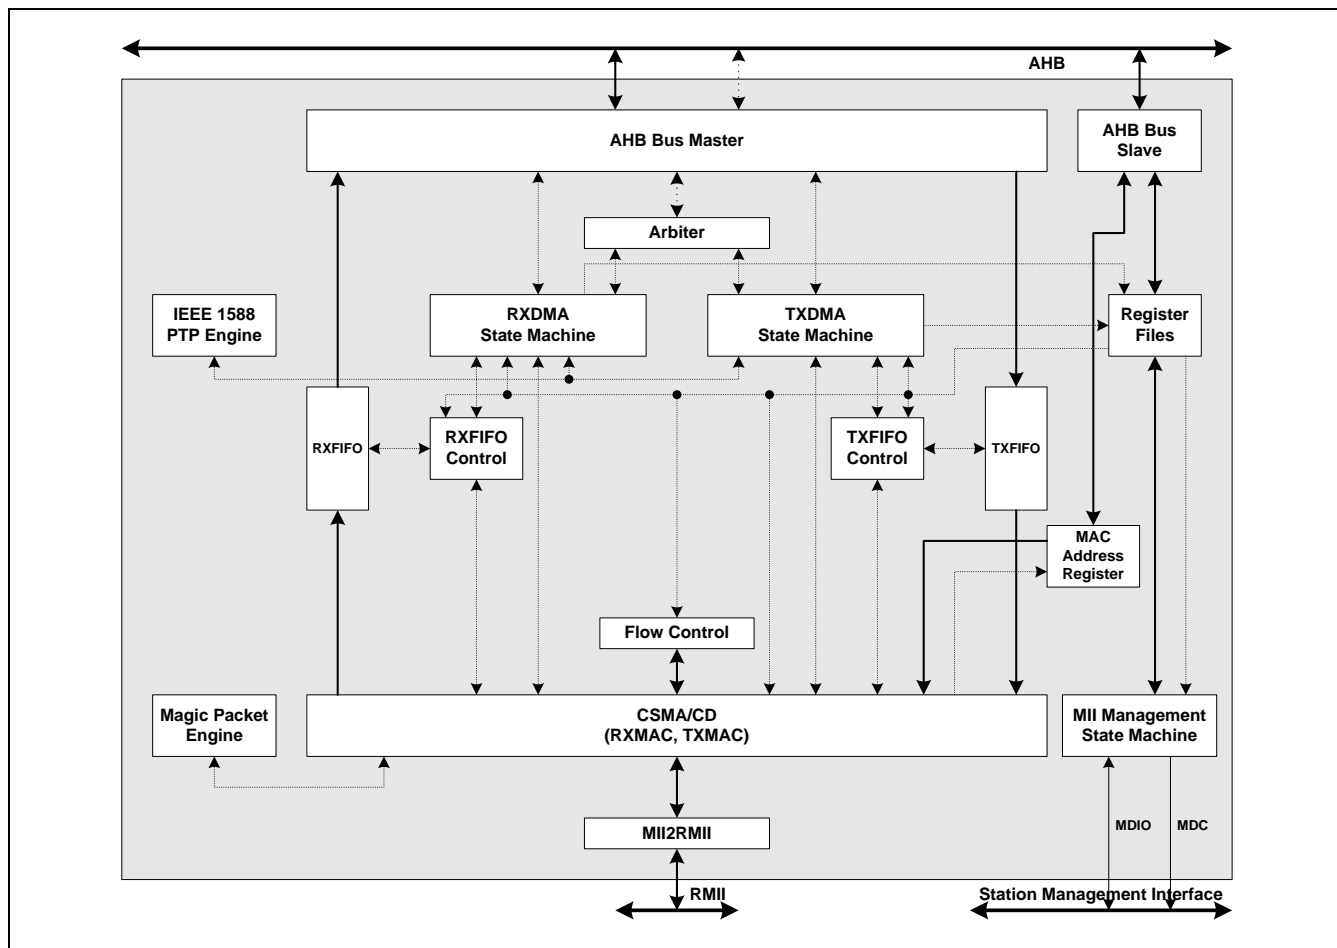 AHB
AHB Bus Master
AHB Bus
Slave
Arbiter
IEEE 1588
PTP Engine
RXDMA
State Machine
TXDMA
State Machine
Register
Files
RXFIFO
RXFIFO
Control
TXFIFO
Control
TXFIFO
MAC
Address
Register
Flow Control
Magic Packet
Engine
CSMA/CD
(RXMAC, TXMAC)
MII Management
State Machine
MII2RMII
MDIO
MDC
RMII
Station Management Interface